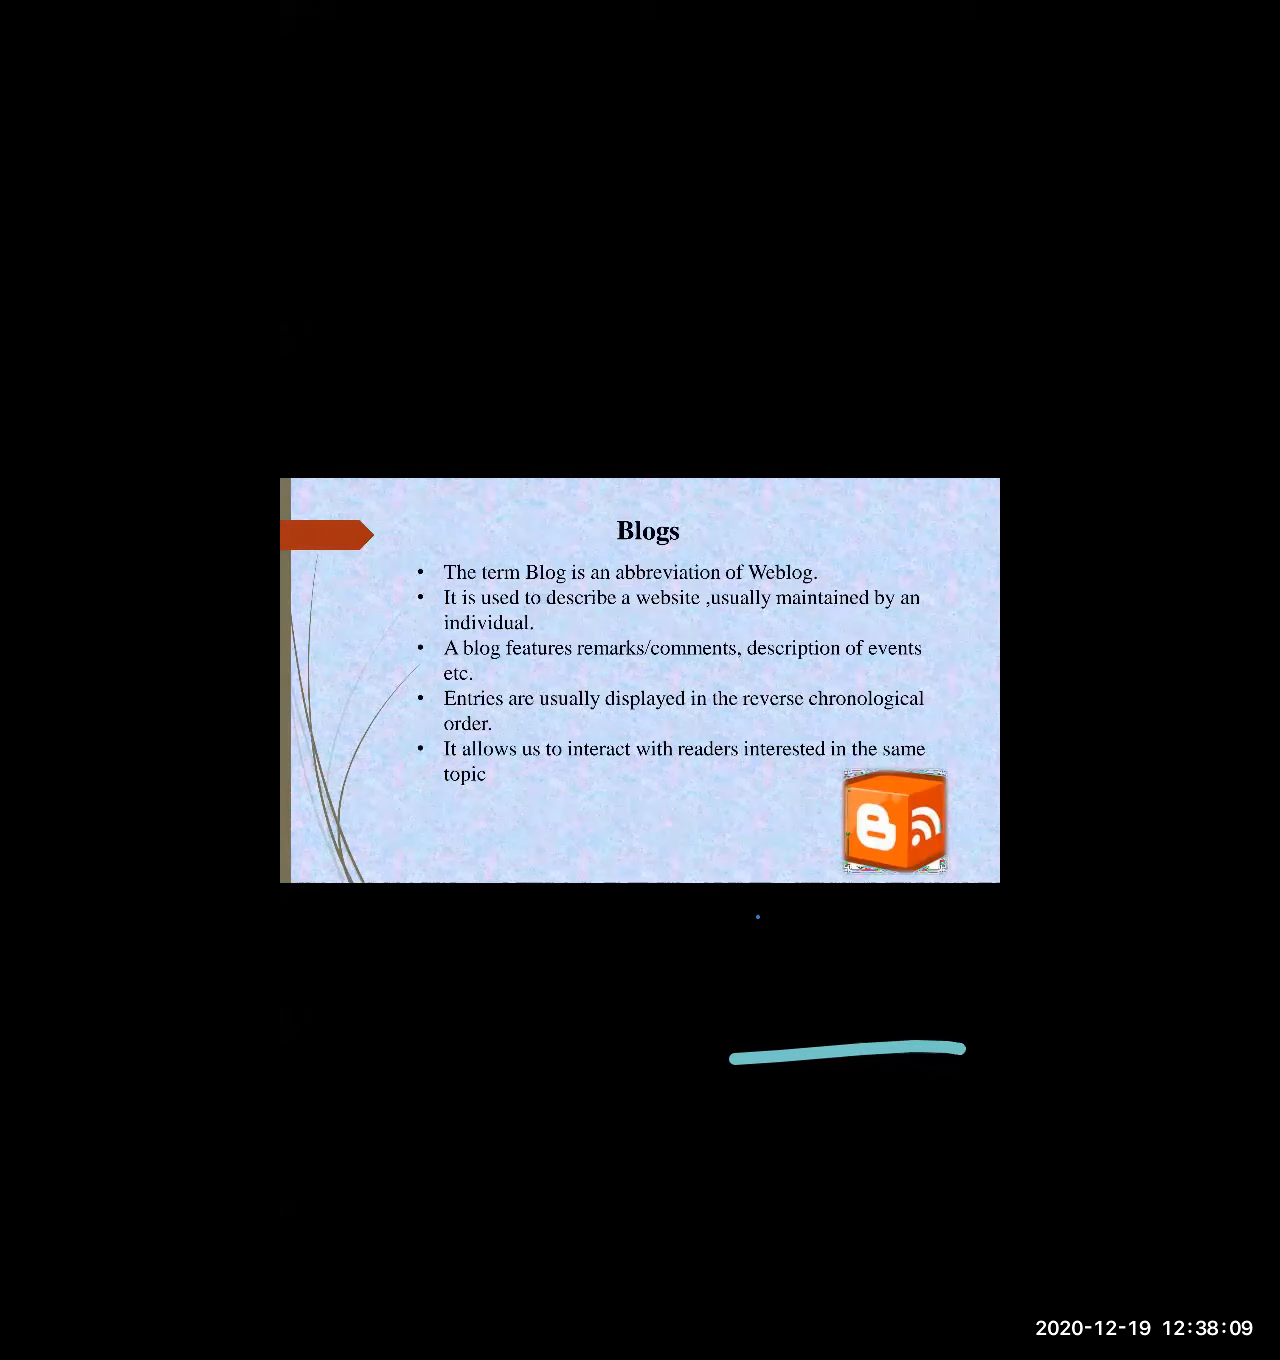 Blogs
• The term Blog is an abbreviation of Weblog.
• It is used to describe a website ,usually maintained by an
individual.
• A blog features remarks/comments, description of events
etc.
• Entries are usually displayed in the reverse chronological
order.
• It allows us to interact with readers interested in the same
topic
2020-12-19 12:38:09